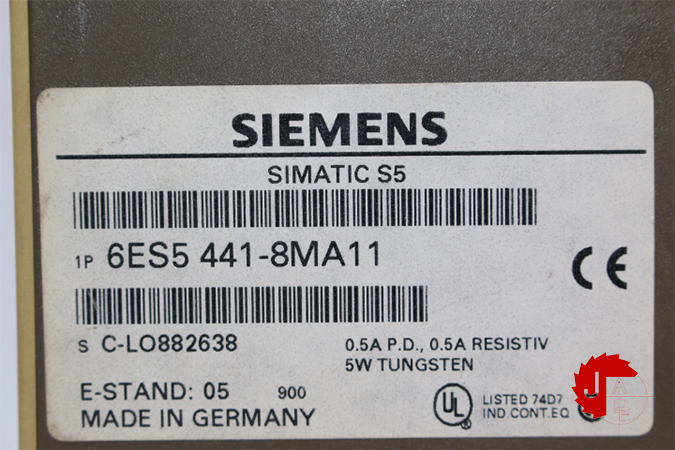 SIEMENS
SIMATIC S5
1P 6ES5 441-8MA11
CE
S C-LO882638
0.5A P.D., 0.5A RESISTIV
5W TUNGSTEN
E-STAND: 05 900
MADE IN GERMANY
UL
LISTED 74D7
IND.CONT.EQ
J